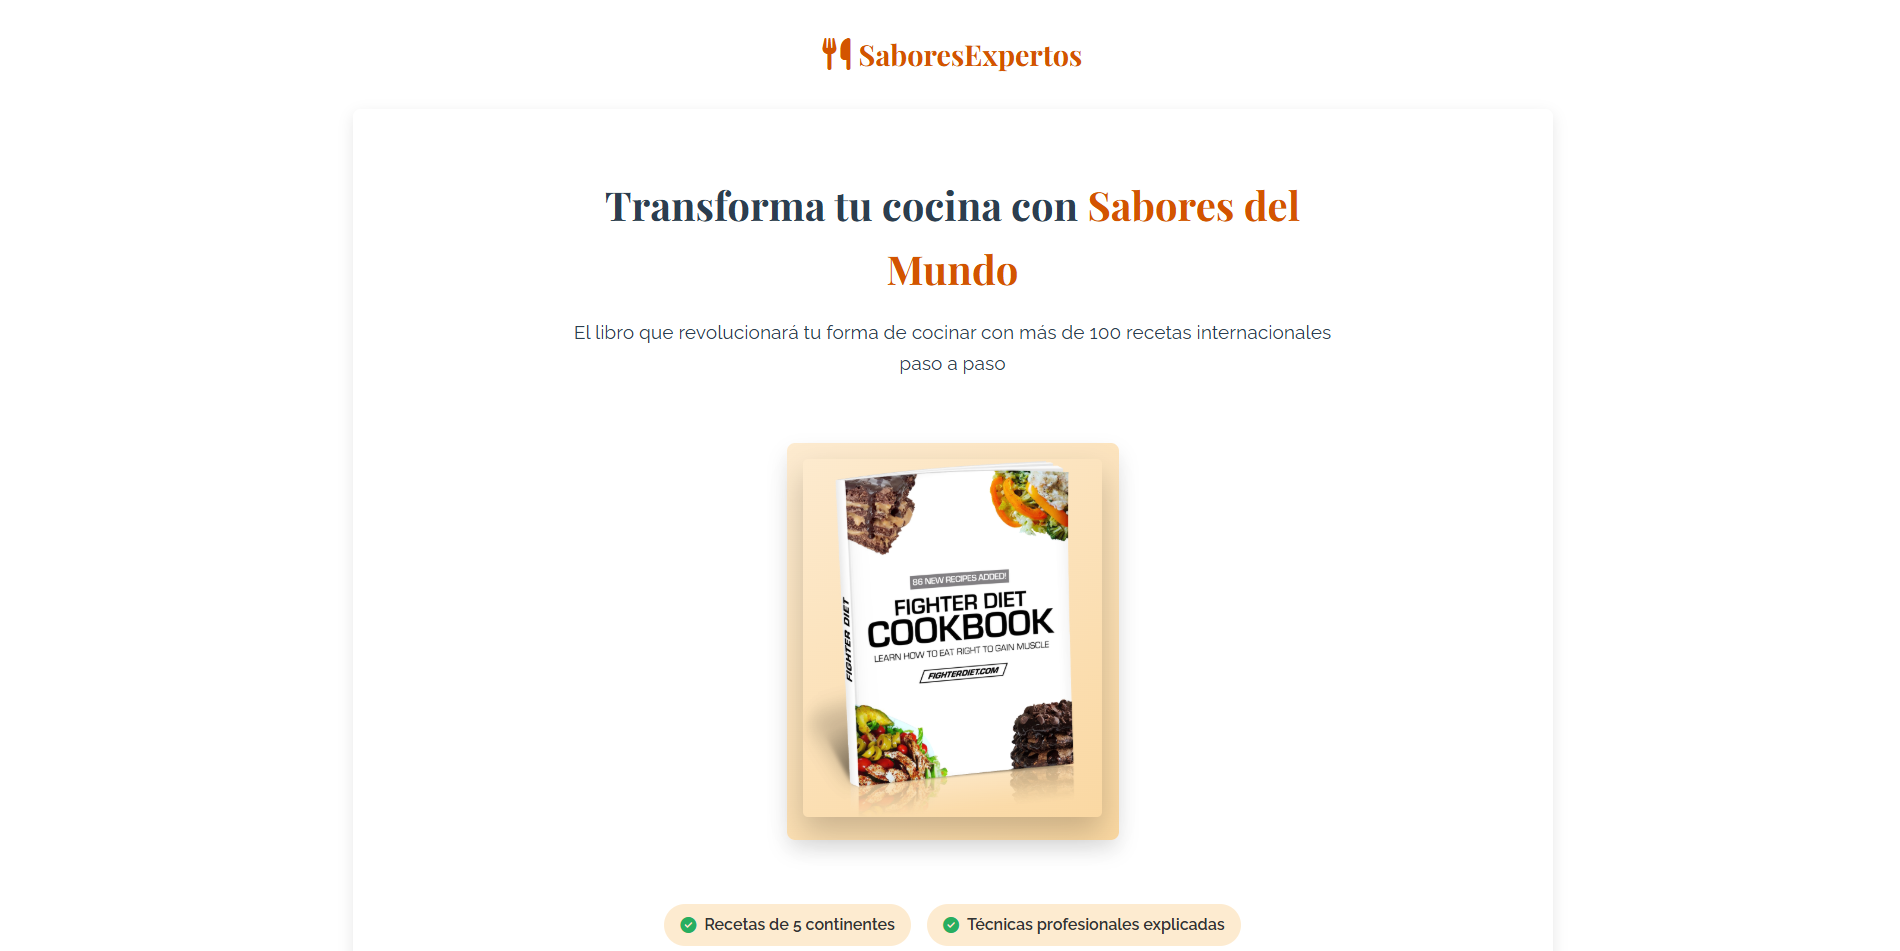 SaboresExpertos
Transforma tu cocina con Sabores del
Mundo
El libro que revolucionará tu forma de cocinar con más de 100 recetas internacionales
paso a paso
FIGHTER DIET
86 NEW RECIPES ADDED!
FIGHTER DIET
COOKBOOK
LEARN HOW TO EAT RIGHT TO GAIN MUSCLE
FIGHTERDIET.COM
Recetas de 5 continentes
Técnicas profesionales explicadas